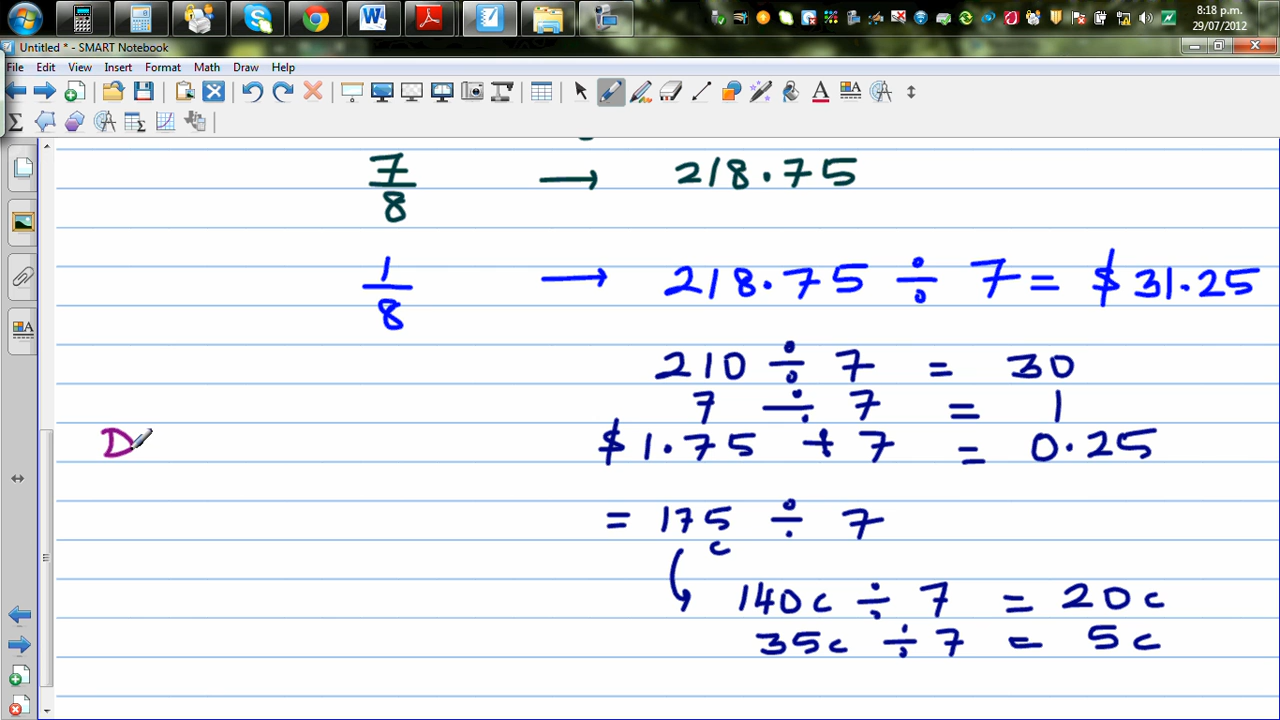 8:18 p.m.
29/07/2012
Untitled * - SMART Notebook
File Edit View Insert Format Math Draw Help
7/8 → 218.75
1/8 → 218.75 ÷ 7 = $31.25
210 ÷ 7 = 30
7 ÷ 7 = 1
D
$1.75 + 7 = 0.25
= 175c ÷ 7
140c ÷ 7 = 20c
35c ÷ 7 = 5c